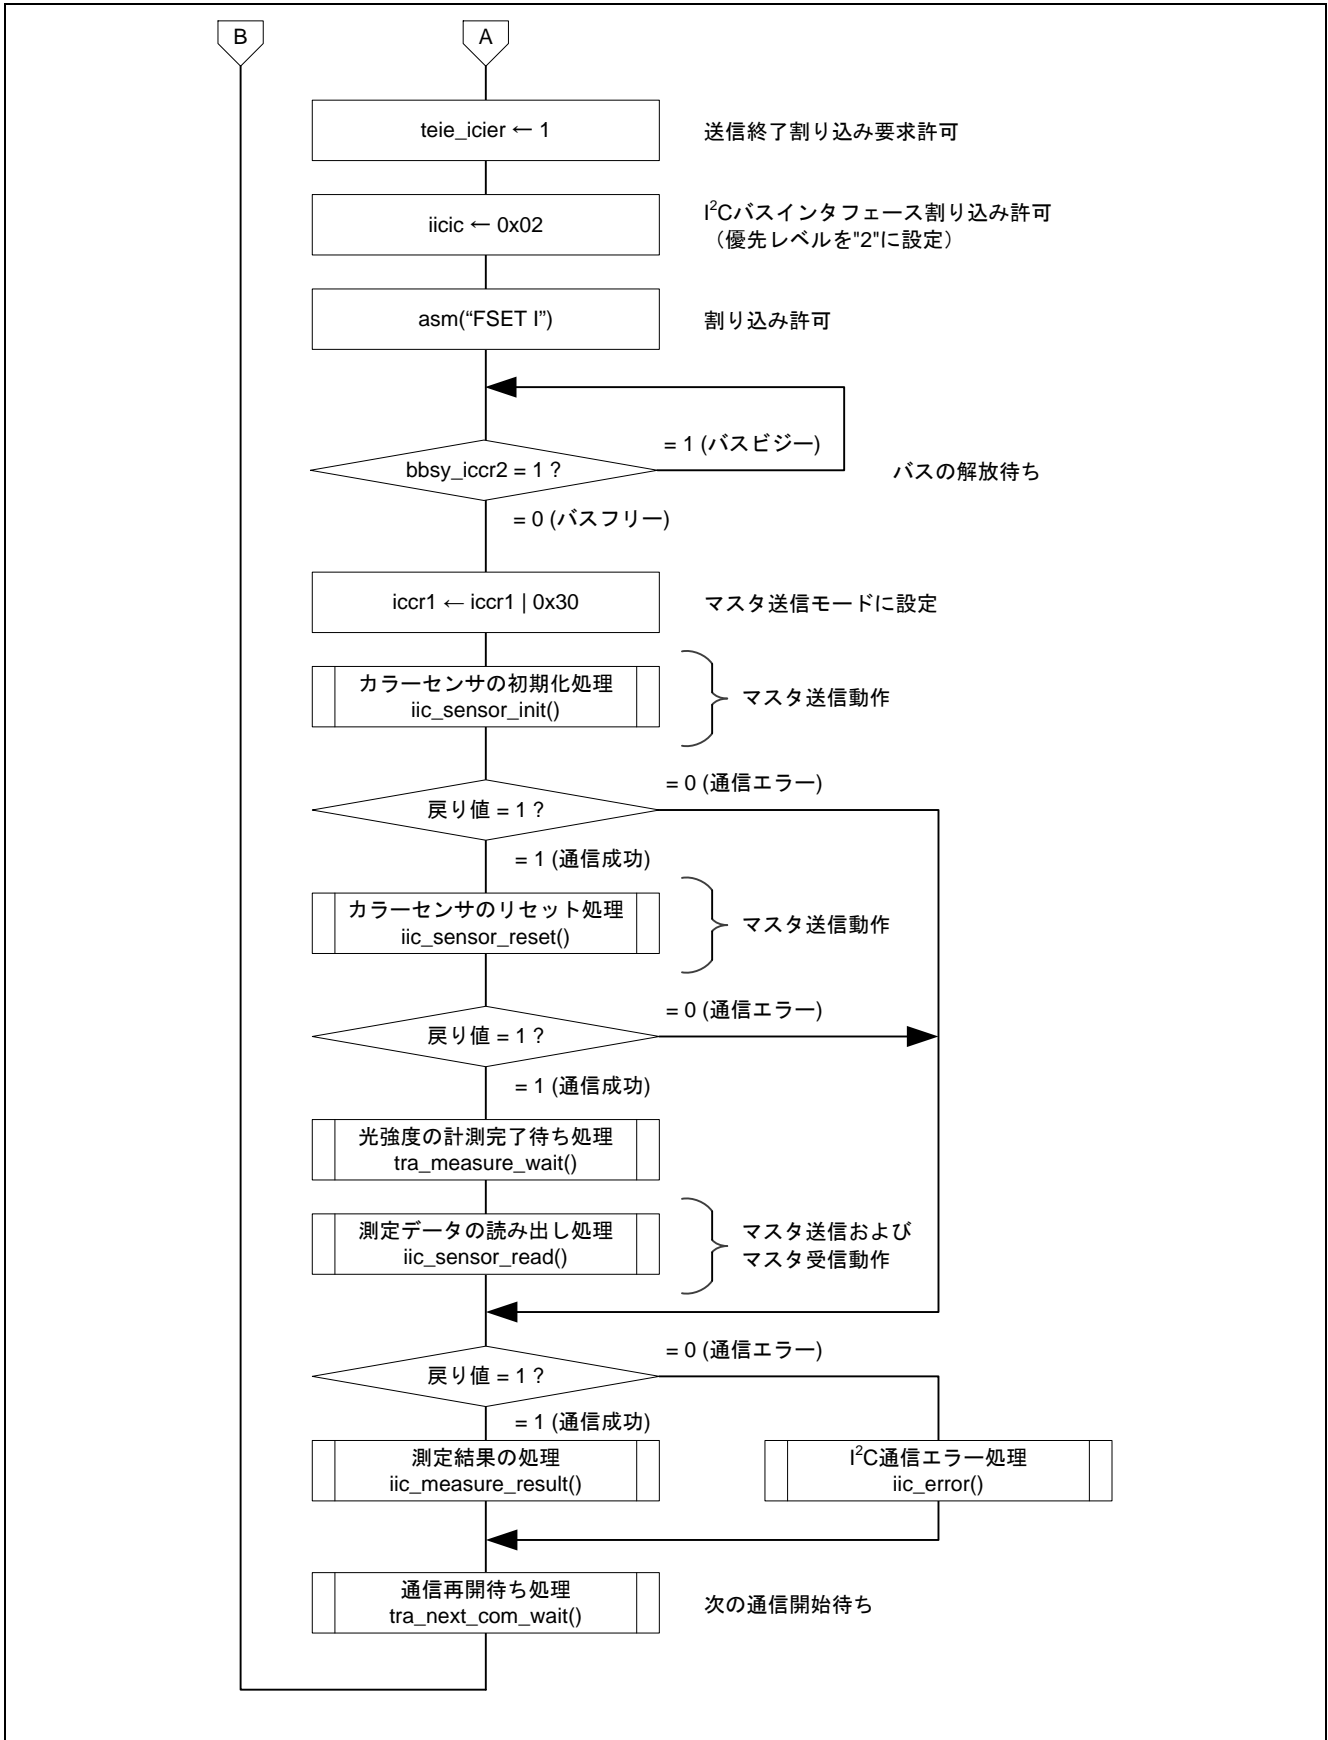 B
A
teie_icier ← 1
送信終了割り込み要求許可
iicic ← 0x02
I²Cバスインタフェース割り込み許可
（優先レベルを"2"に設定）
asm(“FSET I”)
割り込み許可
= 1 (バスビジー)
bbsy_iccr2 = 1 ?
バスの解放待ち
= 0 (バスフリー)
iccr1 ← iccr1 | 0x30
マスタ送信モードに設定
カラーセンサの初期化処理
iic_sensor_init()
マスタ送信動作
= 0 (通信エラー)
戻り値 = 1 ?
= 1 (通信成功)
カラーセンサのリセット処理
iic_sensor_reset()
マスタ送信動作
= 0 (通信エラー)
戻り値 = 1 ?
= 1 (通信成功)
光強度の計測完了待ち処理
tra_measure_wait()
測定データの読み出し処理
iic_sensor_read()
マスタ送信および
マスタ受信動作
= 0 (通信エラー)
戻り値 = 1 ?
= 1 (通信成功)
測定結果の処理
iic_measure_result()
I²C通信エラー処理
iic_error()
通信再開待ち処理
tra_next_com_wait()
次の通信開始待ち